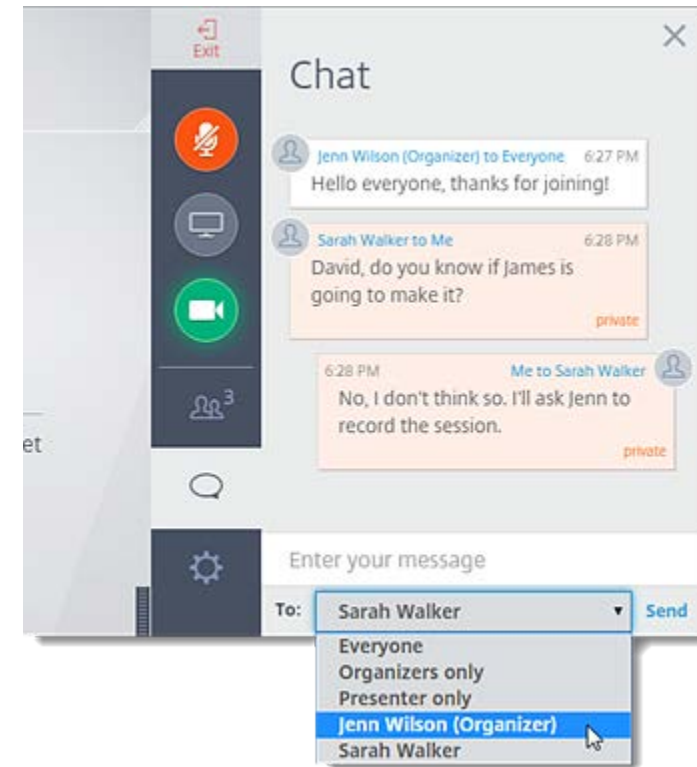 Exit
Chat
Jenn Wilson (Organizer) to Everyone 6:27 PM
Hello everyone, thanks for joining!
Sarah Walker to Me 6:28 PM
David, do you know if James is
going to make it?
private
6:28 PM Me to Sarah Walker
No, I don't think so. I'll ask Jenn to
record the session.
private
3
et
Enter your message
To: Sarah Walker Send
Everyone
Organizers only
Presenter only
Jenn Wilson (Organizer)
Sarah Walker